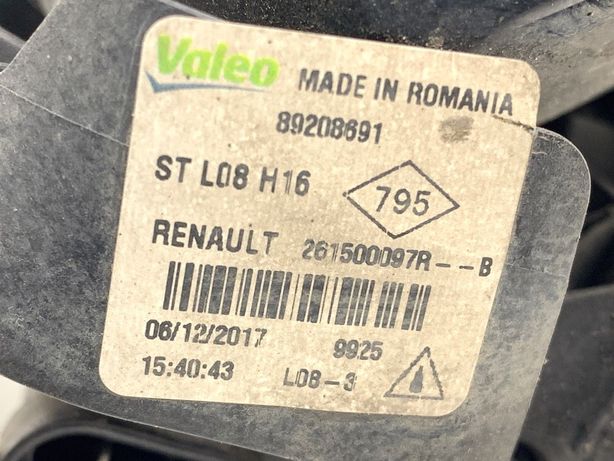 Valeo MADE IN ROMANIA
89208691
ST L08 H16 795
RENAULT 261500097R--B
06/12/2017 9925
15:40:43 L08-3